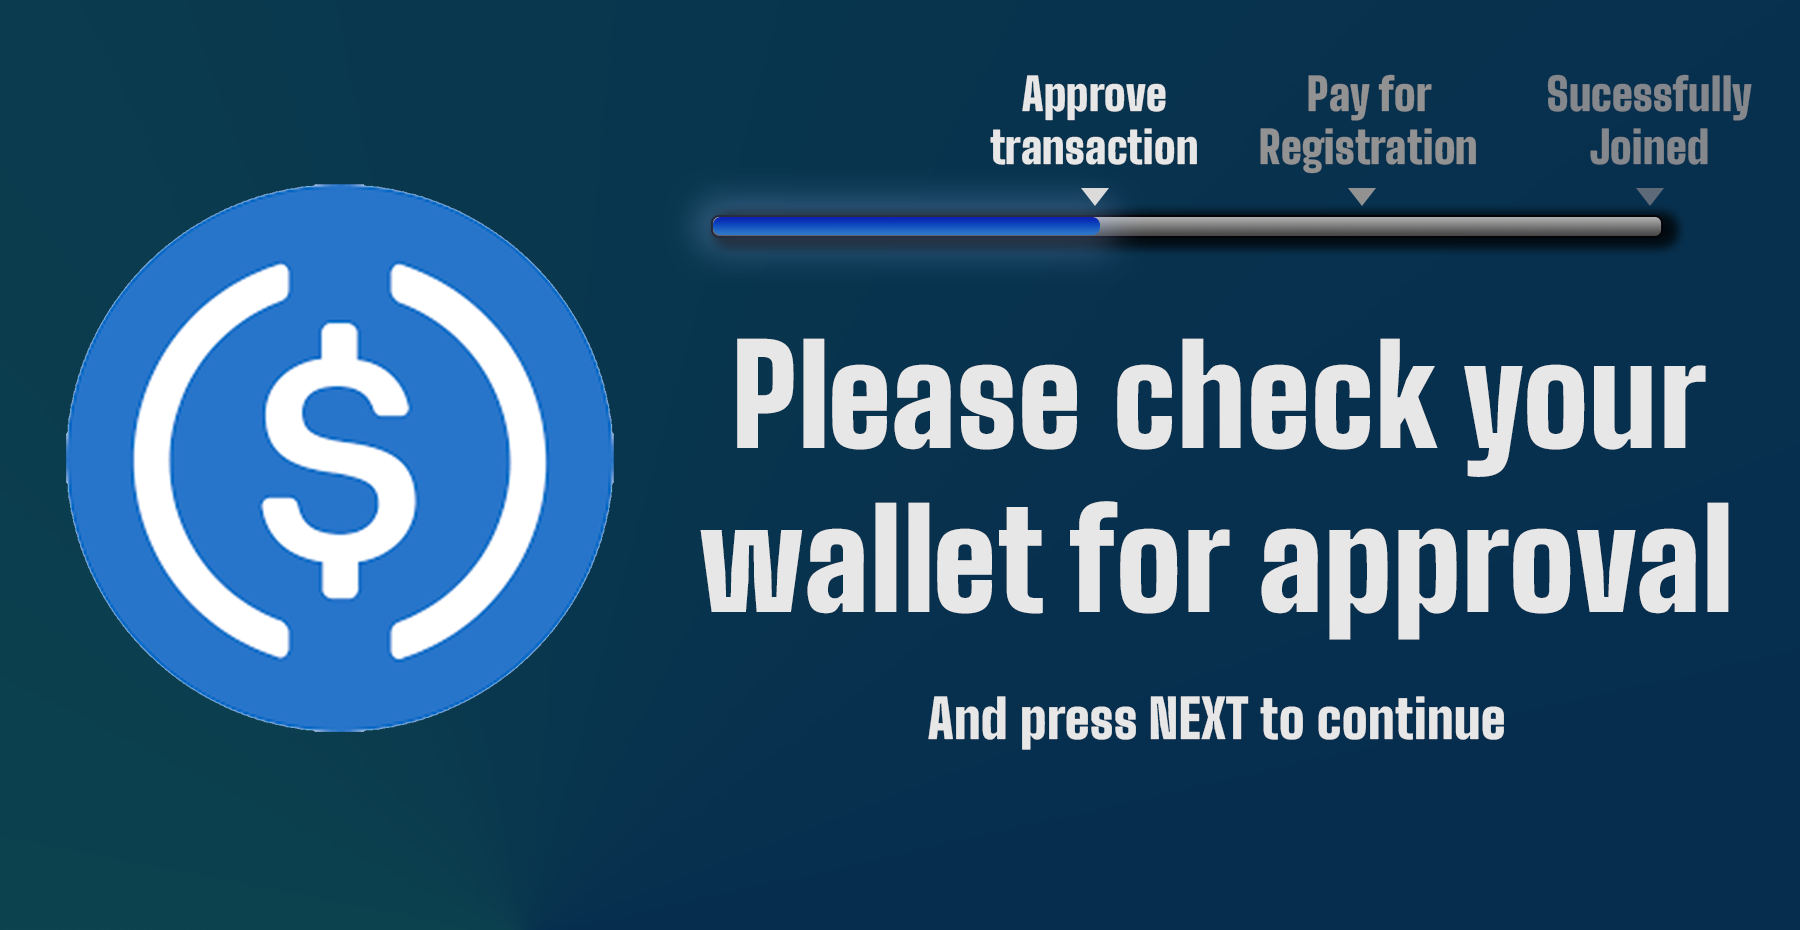 Approve
transaction
Pay for
Registration
Sucessfully
Joined
Please check your
wallet for approval
And press NEXT to continue